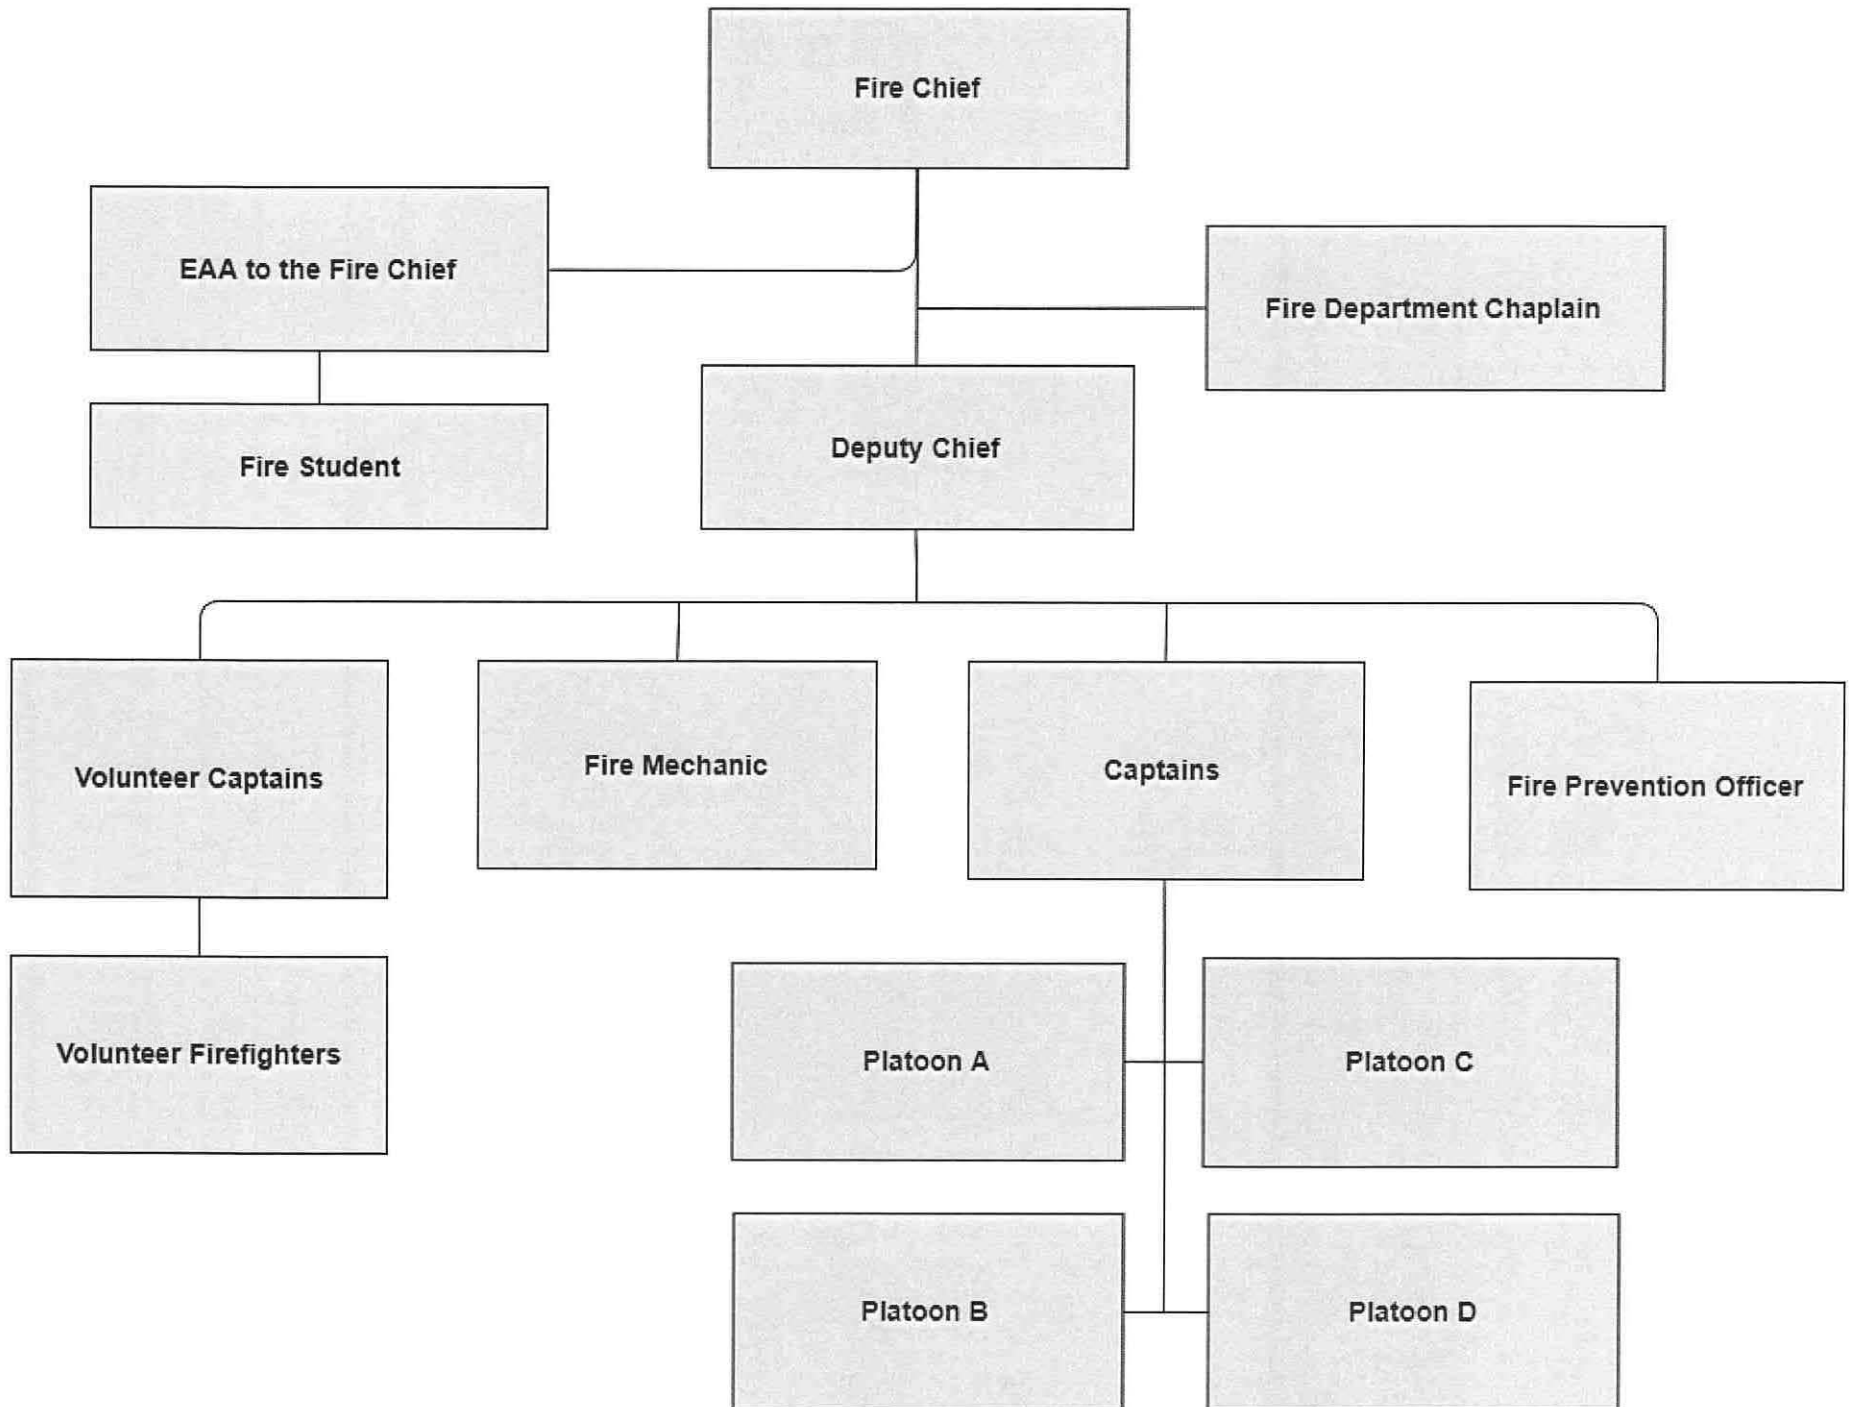 Fire Chief
EAA to the Fire Chief
Fire Department Chaplain
Fire Student
Deputy Chief
Volunteer Captains
Fire Mechanic
Captains
Fire Prevention Officer
Volunteer Firefighters
Platoon A
Platoon C
Platoon B
Platoon D